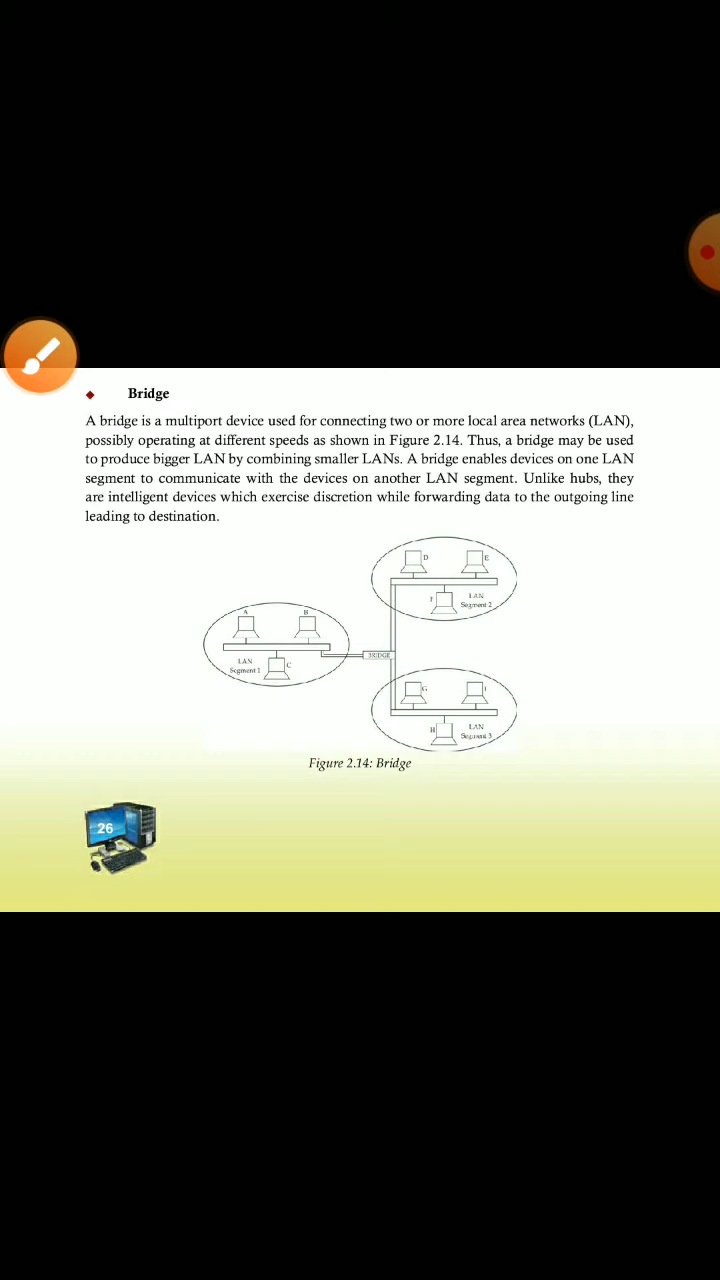 Bridge
A bridge is a multiport device used for connecting two or more local area networks (LAN),
possibly operating at different speeds as shown in Figure 2.14. Thus, a bridge may be used
to produce bigger LAN by combining smaller LANs. A bridge enables devices on one LAN
segment to communicate with the devices on another LAN segment. Unlike hubs, they
are intelligent devices which exercise discretion while forwarding data to the outgoing line
leading to destination.
D
E
F
LAN
Segment 2
A
B
C
LAN
Segment 1
BRIDGE
G
I
H
LAN
Segment 3
Figure 2.14: Bridge
26